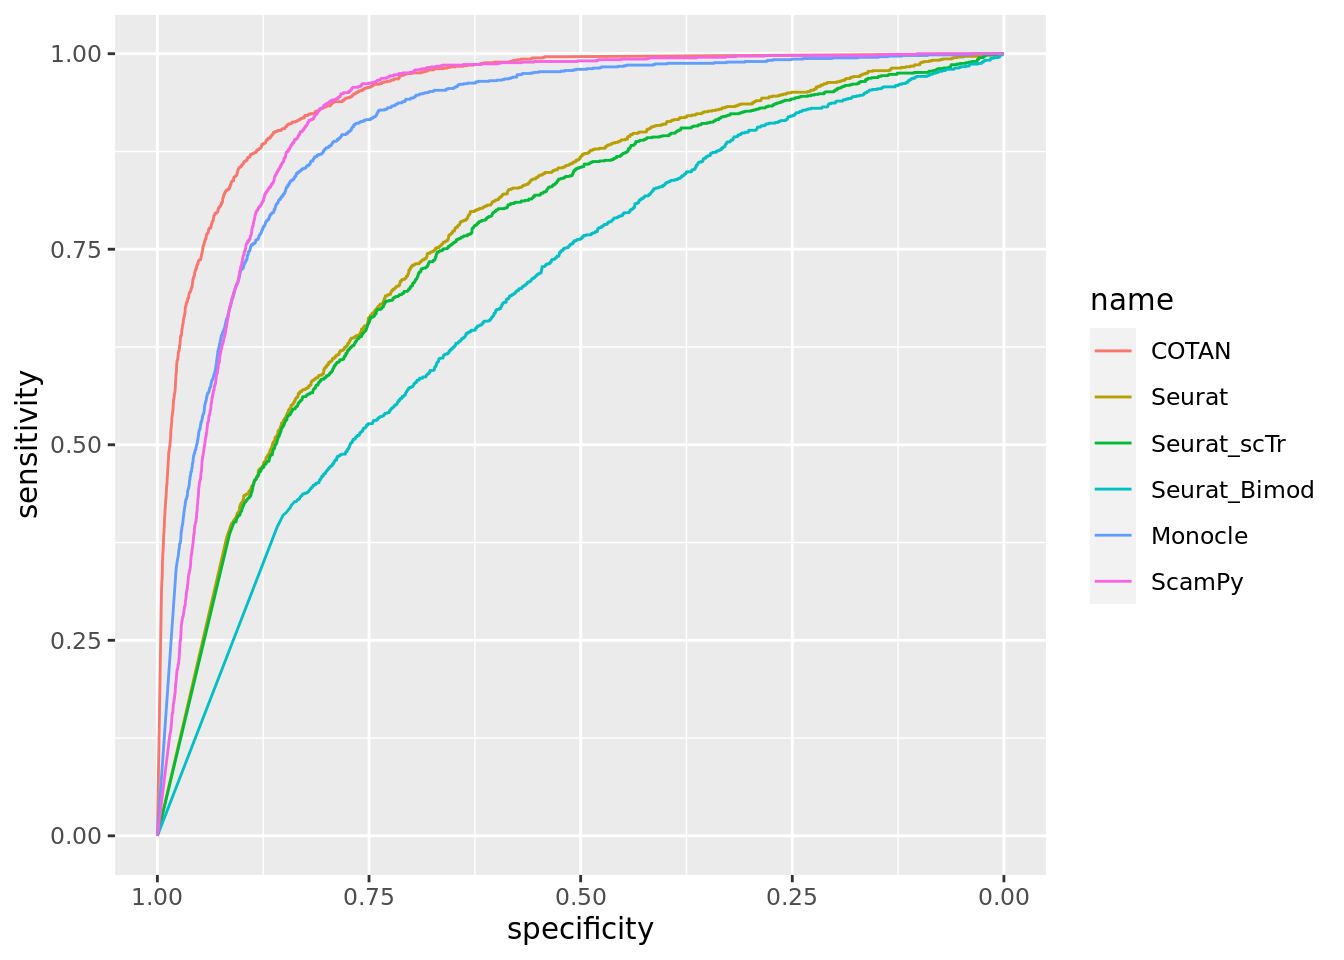 1.00
0.75
0.50
0.25
0.00
sensitivity
1.00 0.75 0.50 0.25 0.00
specificity
name
COTAN
Seurat
Seurat_scTr
Seurat_Bimod
Monocle
ScamPy